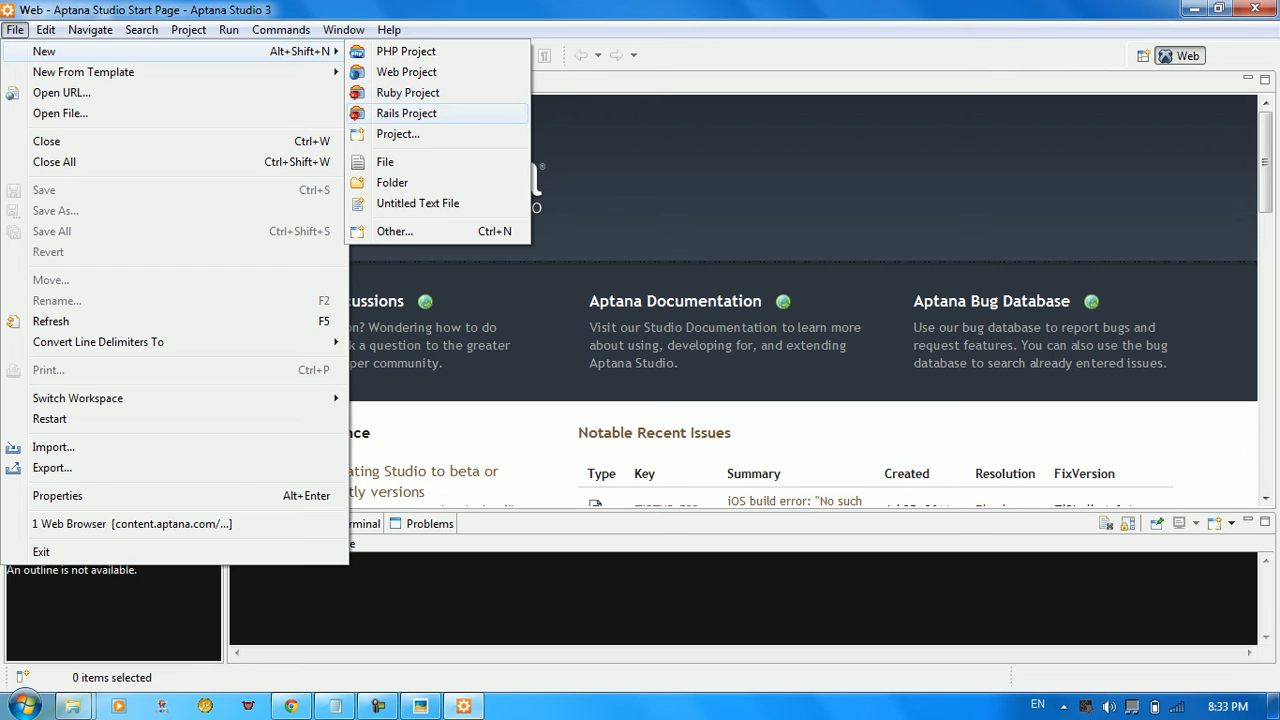 Web - Aptana Studio Start Page - Aptana Studio 3
File Edit Navigate Search Project Run Commands Window Help
New Alt+Shift+N
New From Template
Open URL...
Open File...
Close Ctrl+W
Close All Ctrl+Shift+W
Save Ctrl+S
Save As...
Save All Ctrl+Shift+S
Revert
Move...
Rename... F2
Refresh F5
Convert Line Delimiters To
Print... Ctrl+P
Switch Workspace
Restart
Import...
Export...
Properties Alt+Enter
1 Web Browser [content.aptana.com/...]
Exit
PHP Project
Web Project
Ruby Project
Rails Project
Project...
File
Folder
Untitled Text File
Other... Ctrl+N
Web
cussions
on? Wondering how to do
k a question to the greater
per community.
Aptana Documentation
Visit our Studio Documentation to learn more
about using, developing for, and extending
Aptana Studio.
Aptana Bug Database
Use our bug database to report bugs and
request features. You can also use the bug
database to search already entered issues.
nce
ating Studio to beta or
tly versions
Notable Recent Issues
Type Key Summary Created Resolution FixVersion
iOS build error: "No such
rminal Problems
An outline is not available.
0 items selected
EN 8:33 PM